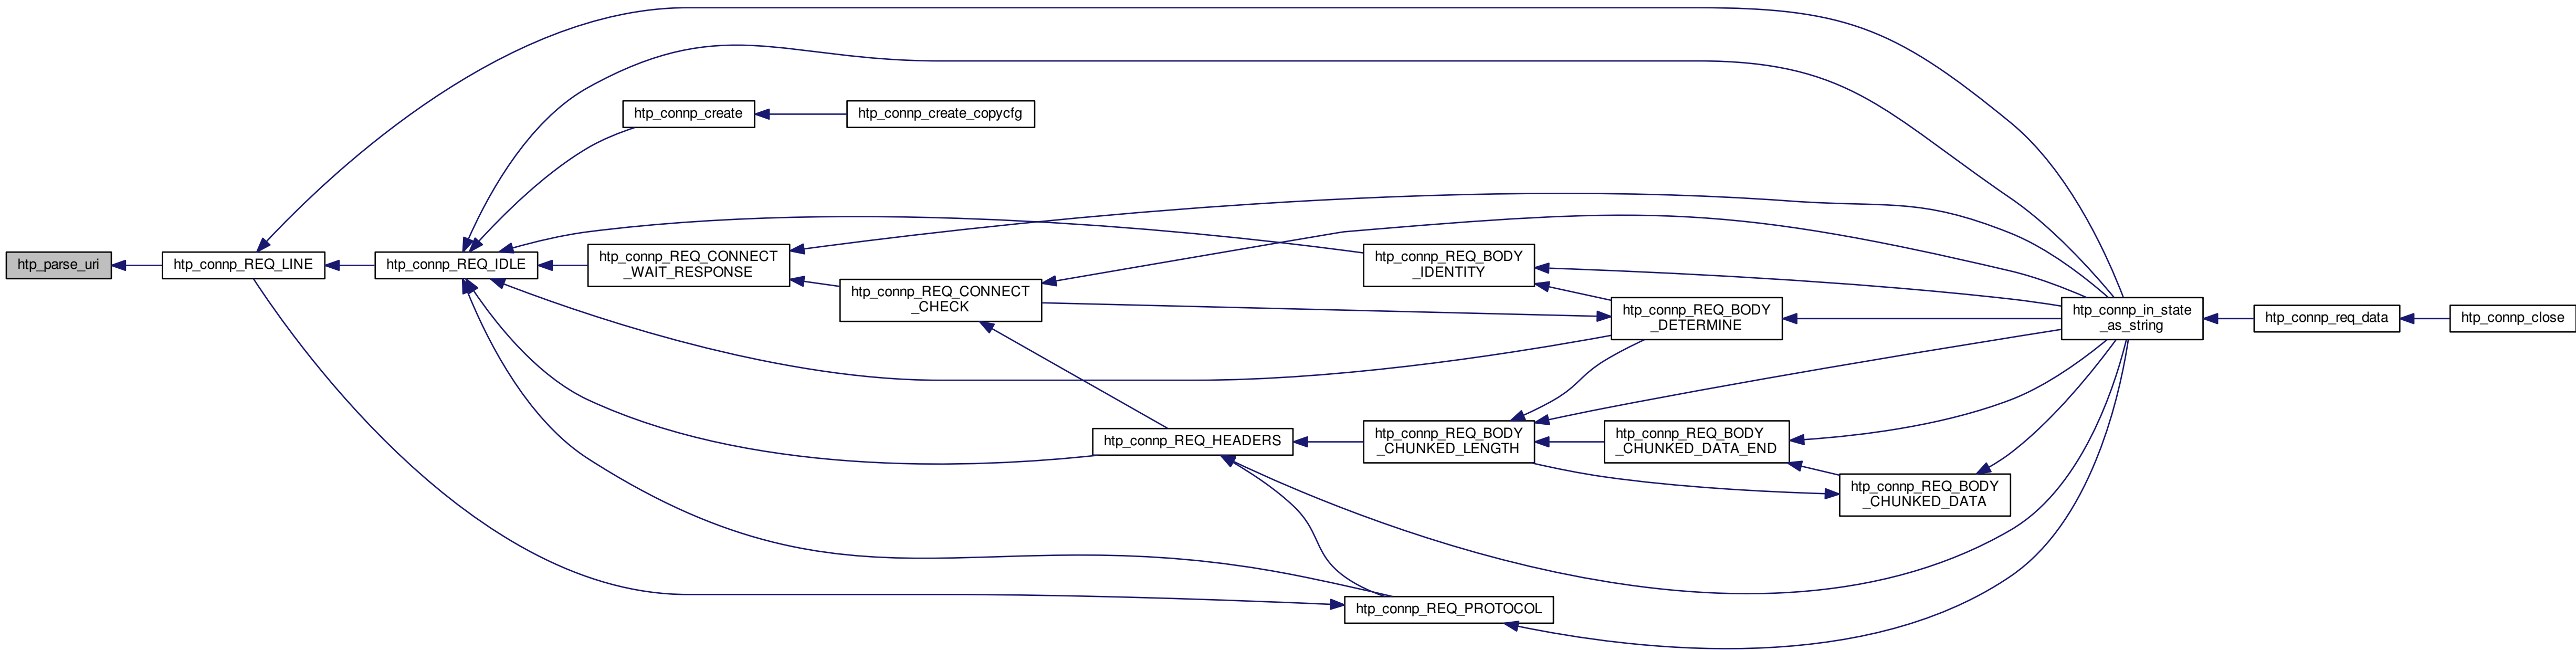 htp_parse_uri
htp_connp_REQ_LINE
htp_connp_REQ_IDLE
htp_connp_create
htp_connp_create_copycfg
htp_connp_REQ_CONNECT
_WAIT_RESPONSE
htp_connp_REQ_CONNECT
_CHECK
htp_connp_REQ_HEADERS
htp_connp_REQ_BODY
_IDENTITY
htp_connp_REQ_BODY
_DETERMINE
htp_connp_REQ_BODY
_CHUNKED_LENGTH
htp_connp_REQ_BODY
_CHUNKED_DATA_END
htp_connp_REQ_BODY
_CHUNKED_DATA
htp_connp_REQ_PROTOCOL
htp_connp_in_state
_as_string
htp_connp_req_data
htp_connp_close